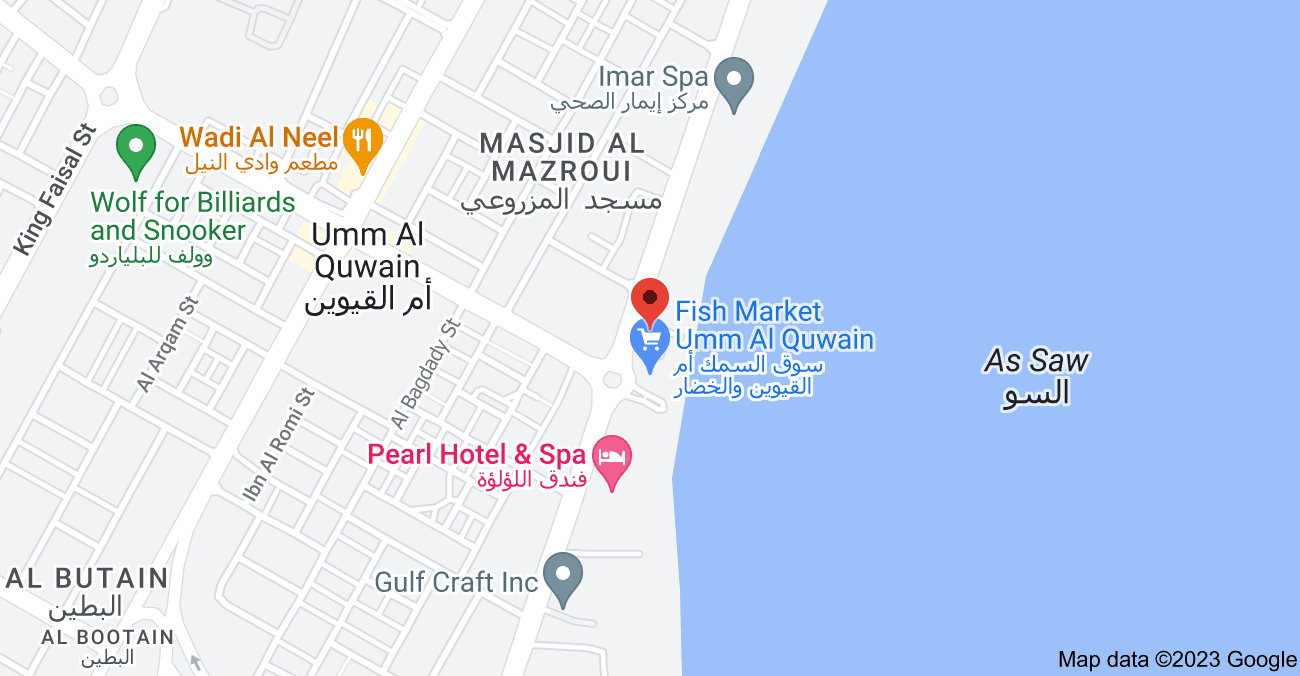 Imar Spa
مركز إيمار الصحي
King Faisal St
Wadi Al Neel
مطعم وادي النيل
MASJID AL
MAZROUI
مسجد المزروعي
Wolf for Billiards
and Snooker
وولف للبلياردو
Umm Al
Quwain
أم القيوين
Al Arqam St
Al Bagdady St
Fish Market
Umm Al Quwain
سوق السمك أم
القيوين والخضار
As Saw
السو
Ibn Al Romi St
Pearl Hotel & Spa
فندق اللؤلؤة
Gulf Craft Inc
AL BUTAIN
البطين
AL BOOTAIN
البطين
Map data ©2023 Google